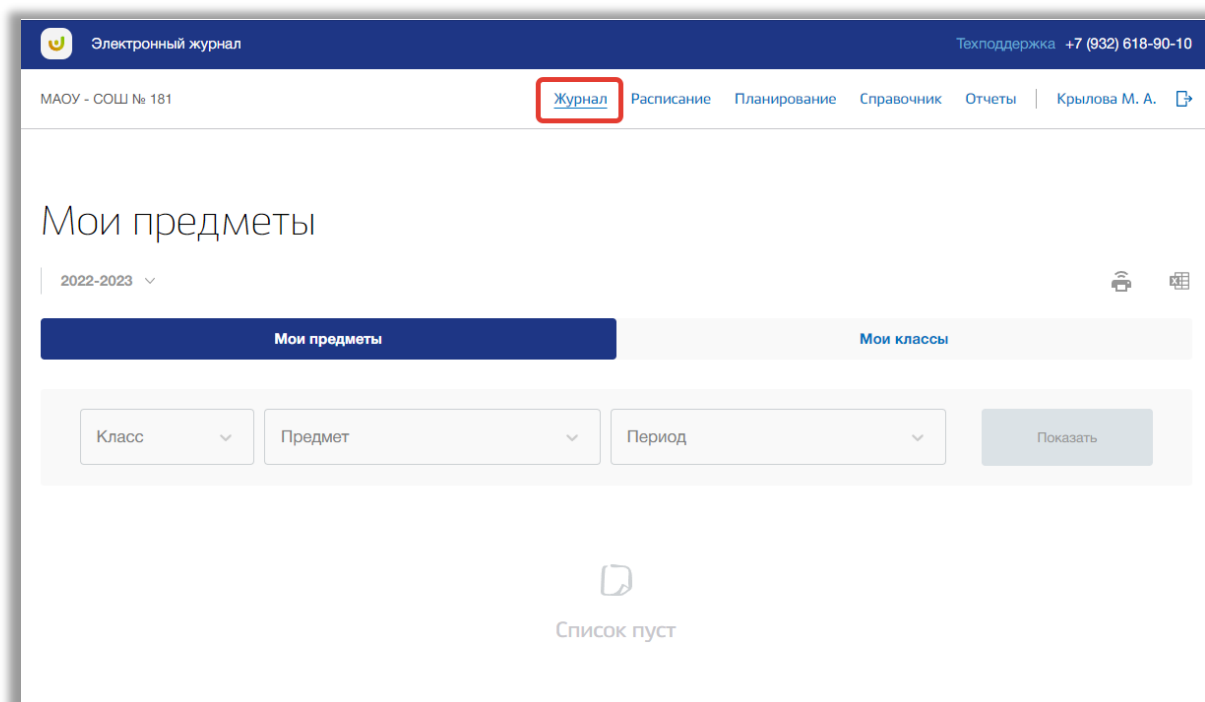 Электронный журнал Техподдержка +7 (932) 618-90-10
МАОУ - СОШ № 181 Журнал Расписание Планирование Справочник Отчеты Крылова М. А.
Мои предметы
2022-2023
Мои предметы Мои классы
Класс Предмет Период Показать
Список пуст